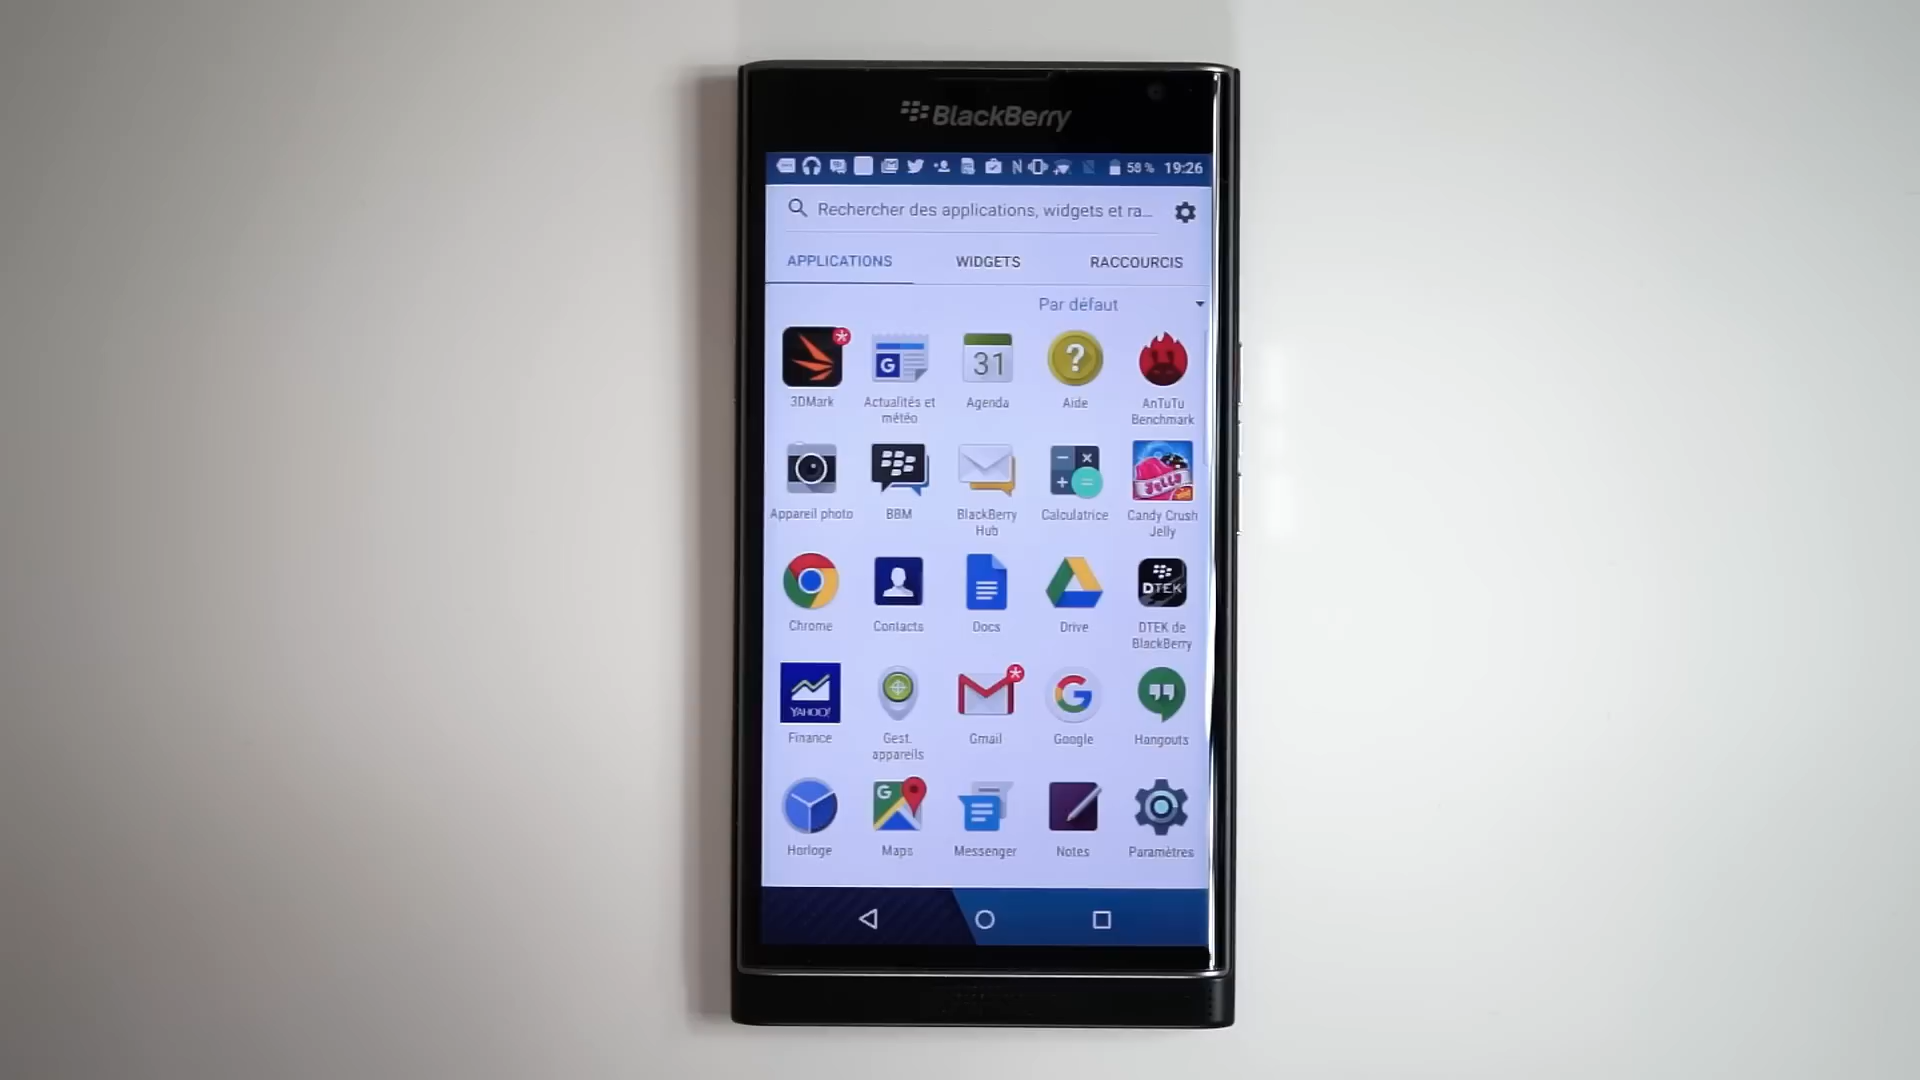 BlackBerry
58 % 19:26
Rechercher des applications, widgets et ra...
APPLICATIONS WIDGETS RACCOURCIS
Par défaut
31
?
Jelly
DTEK
YAHOO!
G
3DMark
Actualités et
météo
Agenda
Aide
AnTuTu
Benchmark
Appareil photo
BBM
BlackBerry
Hub
Calculatrice
Candy Crush
Jelly
Chrome
Contacts
Docs
Drive
DTEK de
BlackBerry
Finance
Gest.
appareils
Gmail
Google
Hangouts
Horloge
Maps
Messenger
Notes
Paramètres